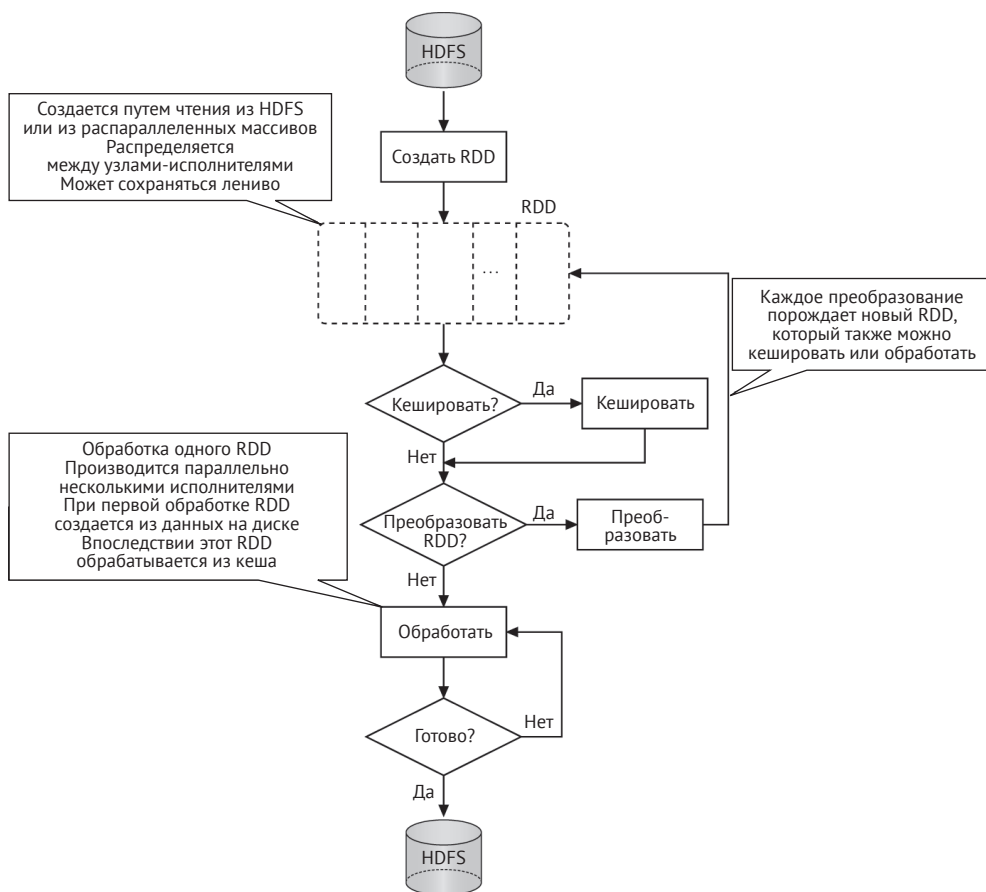 HDFS
Создается путем чтения из HDFS
или из распараллеленных массивов
Распределяется
между узлами-исполнителями
Может сохраняться лениво
Создать RDD
RDD
...
Каждое преобразование
порождает новый RDD,
который также можно
кешировать или обработать
Кешировать?
Да
Кешировать
Нет
Обработка одного RDD
Производится параллельно
несколькими исполнителями
При первой обработке RDD
создается из данных на диске
Впоследствии этот RDD
обрабатывается из кеша
Преобразовать
RDD?
Да
Преоб-
разовать
Нет
Обработать
Готово?
Нет
Да
HDFS